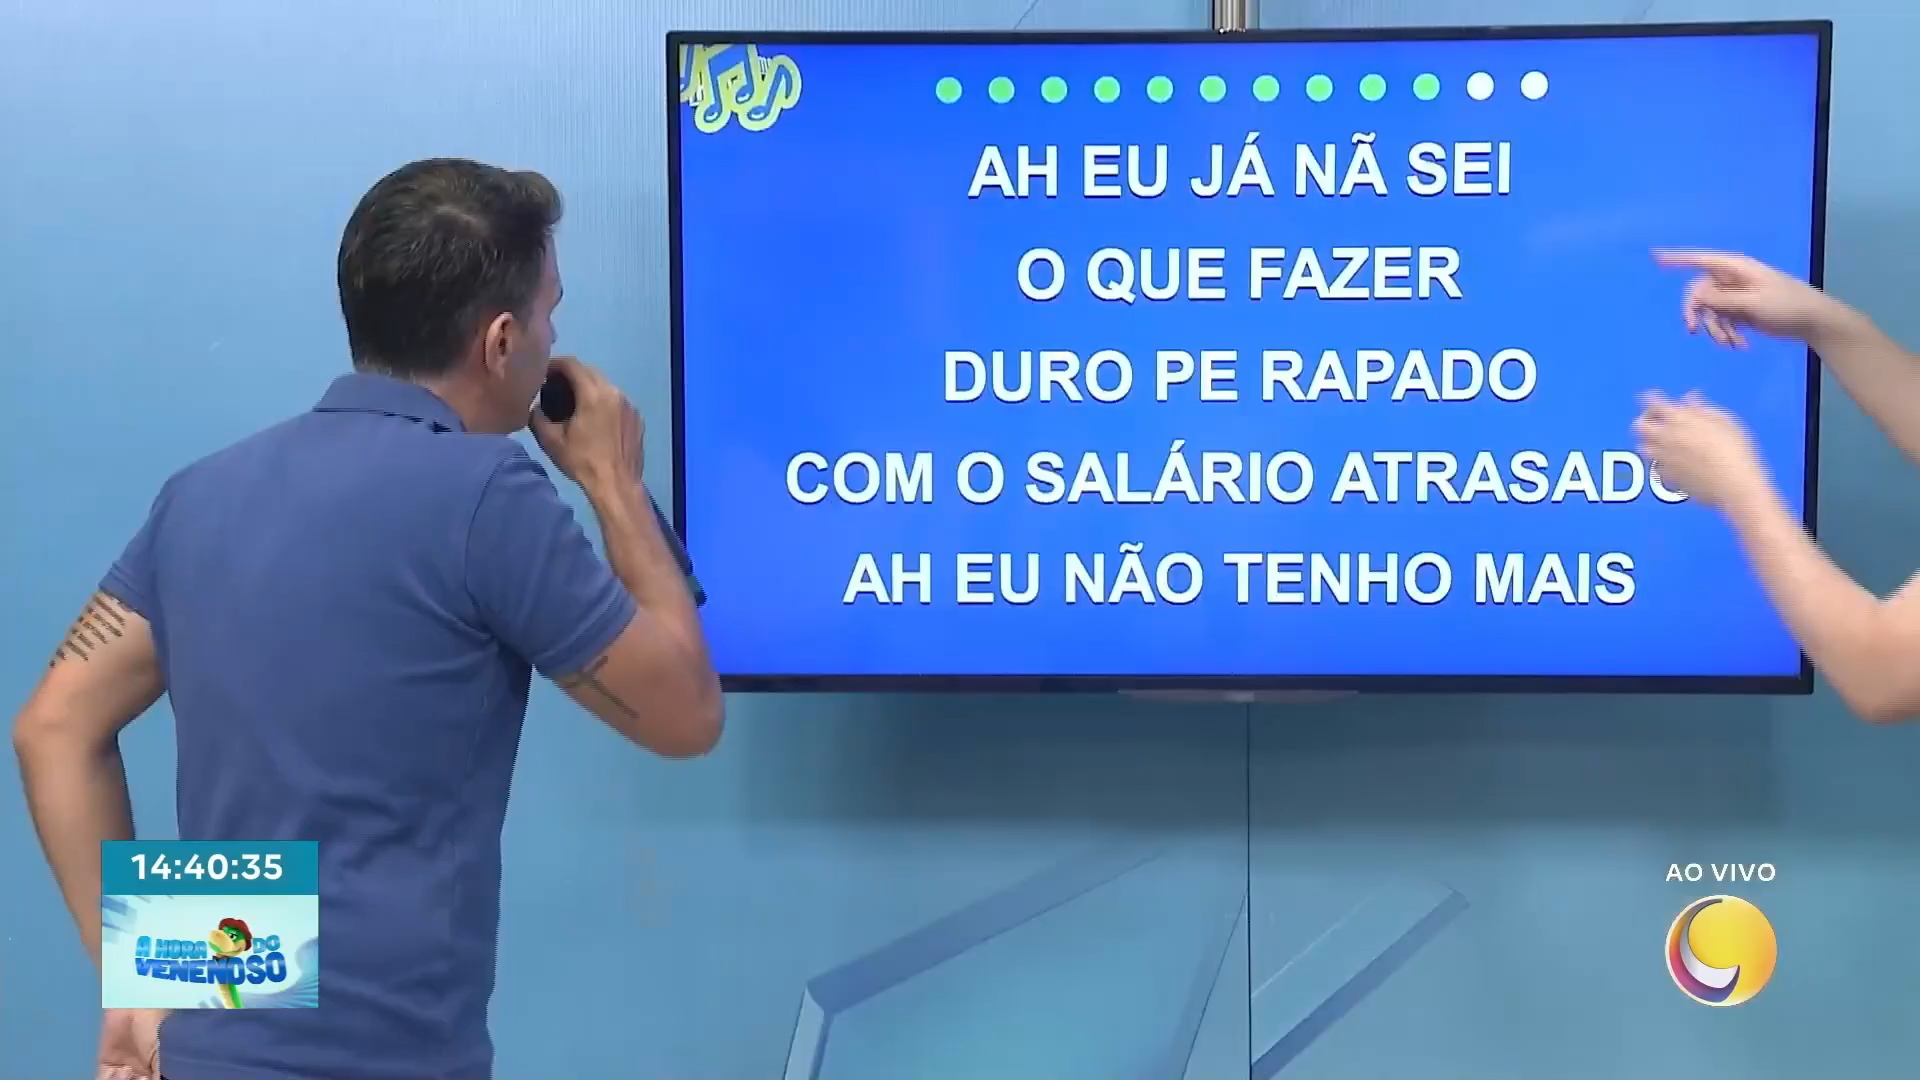 AH EU JÁ NÃ SEI
O QUE FAZER
DURO PE RAPADO
COM O SALÁRIO ATRASADO
AH EU NÃO TENHO MAIS
14:40:35
A HORA DO
VENENOSO
AO VIVO